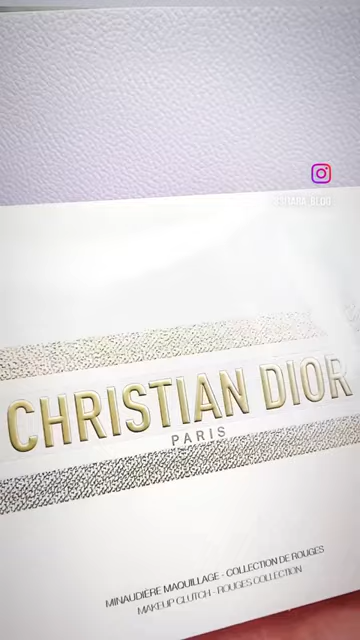 CHRISTIAN DIOR
PARIS
MINAUDIÈRE MAQUILLAGE - COLLECTION DE ROUGES
MAKEUP CLUTCH - ROUGES COLLECTION